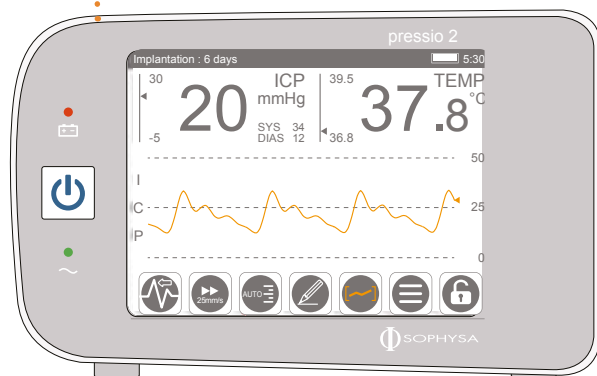 pressio 2
Implantation : 6 days 5:30
30 ICP 39.5 TEMP
20 mmHg 37.8 °C
SYS 34
-5 DIAS 12 36.8
50
I
C 25
P
0
25mm/s AUTO
SOPHYSA